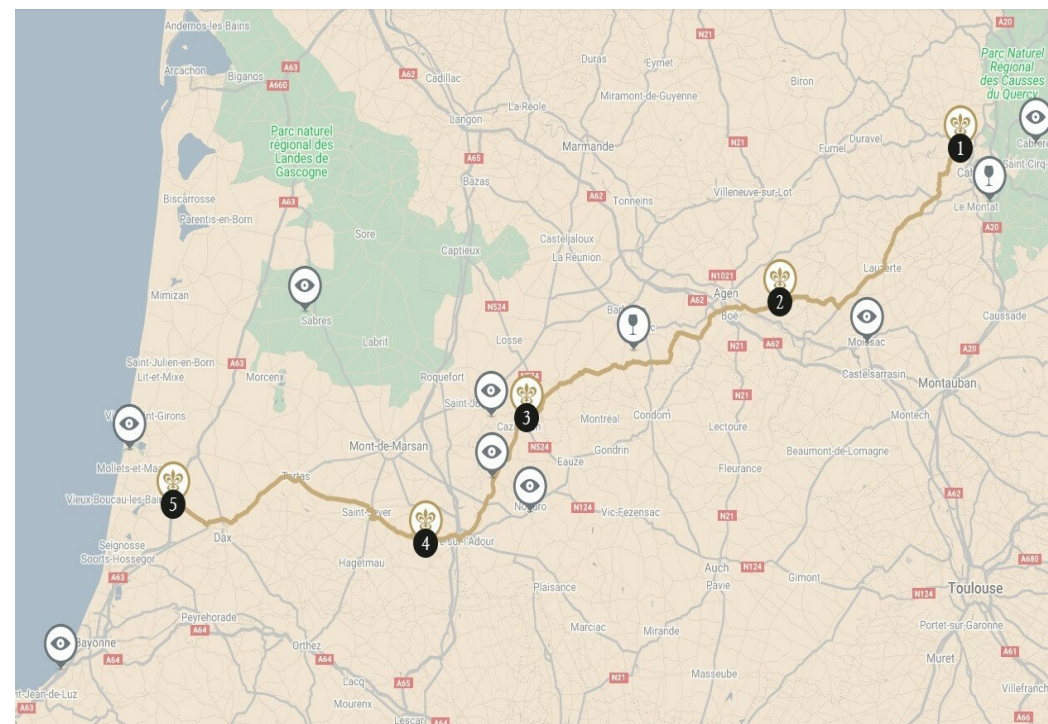 Andernos-les-Bains
A20
N21
Duras
Eymet
Parc Naturel
Régional
des Causses
du Quercy
Arcachon
Biganos
A63
A660
A62
Cadillac
La Réole
Miramont-de-Guyenne
Biron
Langon
Parc naturel
régional des
Landes de
Gascogne
Marmande
N21
Fumel
Duravel
1
Saint-Cirq
A65
Bazas
Biscarrosse
A63
A62
Tonneins
Villeneuve-sur-Lot
Le Montat
Parentis-en-Born
Sore
Captieux
Casteljaloux
La Réunion
A20
Lauzerte
Mimizan
N1021
Agen
A62
2
Boé
Sabres
N524
Caussade
Labrit
Losse
N21
A62
Moissac
A20
Saint-Julien-en-Born
Lit-et-Mixe
A63
Morcenx
Roquefort
Castelsarrasin
Montauban
N21
3
Montréal
Condom
Montech
Mont-de-Marsan
N524
Lectoure
Gondrin
Beaumont-de-Lomagne
Eauze
Fleurance
Tartas
Vieux-Boucau-les-Bai
5
A62
Saint-Sever
N124
Vic-Fezensac
N21
Dax
4
Seignosse
Soorts-Hossegor
Hagetmau
A63
Auch
Pavie
N124
Gimont
A680
Plaisance
Toulouse
N124
Peyrehorade
A64
Marciac
Mirande
Portet-sur-Garonne
Bayonne
A64
Orthez
A64
A61
Muret
N21
Masseube
Lacq
A65
nt-Jean-de-Luz
A63
Mourenx
Lescar
Villefranch
A64
A66